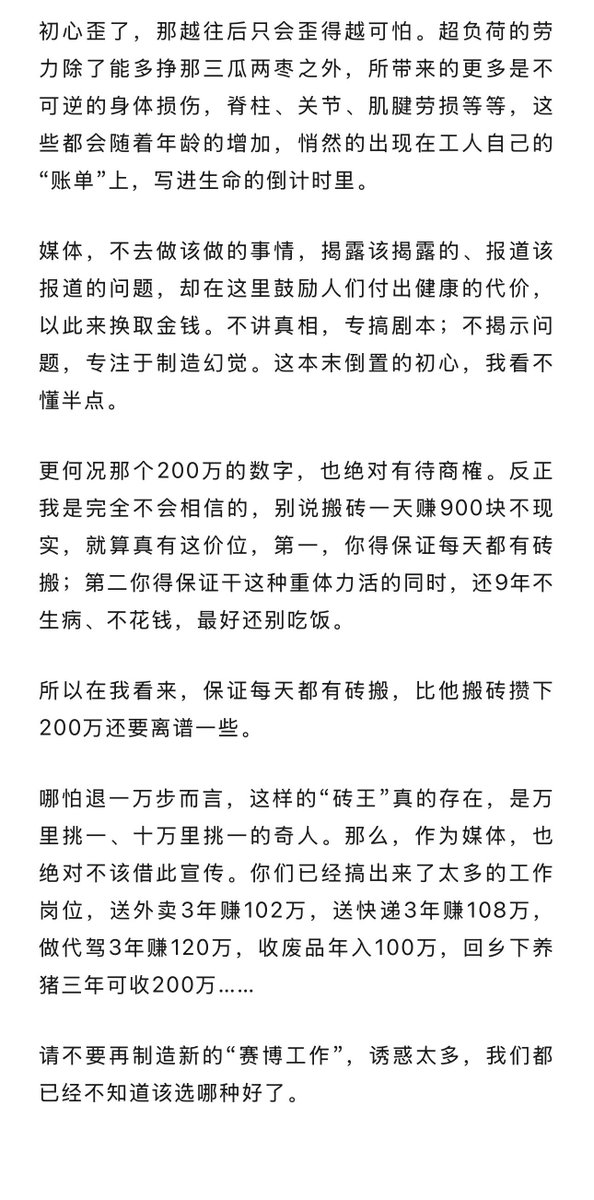 初心歪了，那越往后只会歪得越可怕。超负荷的劳
力除了能多挣那三瓜两枣之外，所带来的更多是不
可逆的身体损伤，脊柱、关节、肌腱劳损等等，这
些都会随着年龄的增加，悄然的出现在工人自己的
“账单”上，写进生命的倒计时里。
媒体，不去做该做的事情，揭露该揭露的、报道该
报道的问题，却在这里鼓励人们付出健康的代价，
以此来换取金钱。不讲真相，专搞剧本；不揭示问
题，专注于制造幻觉。这本末倒置的初心，我看不
懂半点。
更何况那个200万的数字，也绝对有待商榷。反正
我是完全不会相信的，别说搬砖一天赚900块不现
实，就算真有这价位，第一，你得保证每天都有砖
搬；第二你得保证干这种重体力活的同时，还9年不
生病、不花钱，最好还别吃饭。
所以在我看来，保证每天都有砖搬，比他搬砖攒下
200万还要离谱一些。
哪怕退一万步而言，这样的“砖王”真的存在，是万
里挑一、十万里挑一的奇人。那么，作为媒体，也
绝对不该借此宣传。你们已经搞出来了太多的工作
岗位，送外卖3年赚102万，送快递3年赚108万，
做代驾3年赚120万，收废品年入100万，回乡下养
猪三年可收200万……
请不要再制造新的“赛博工作”，诱惑太多，我们都
已经不知道该选哪种好了。